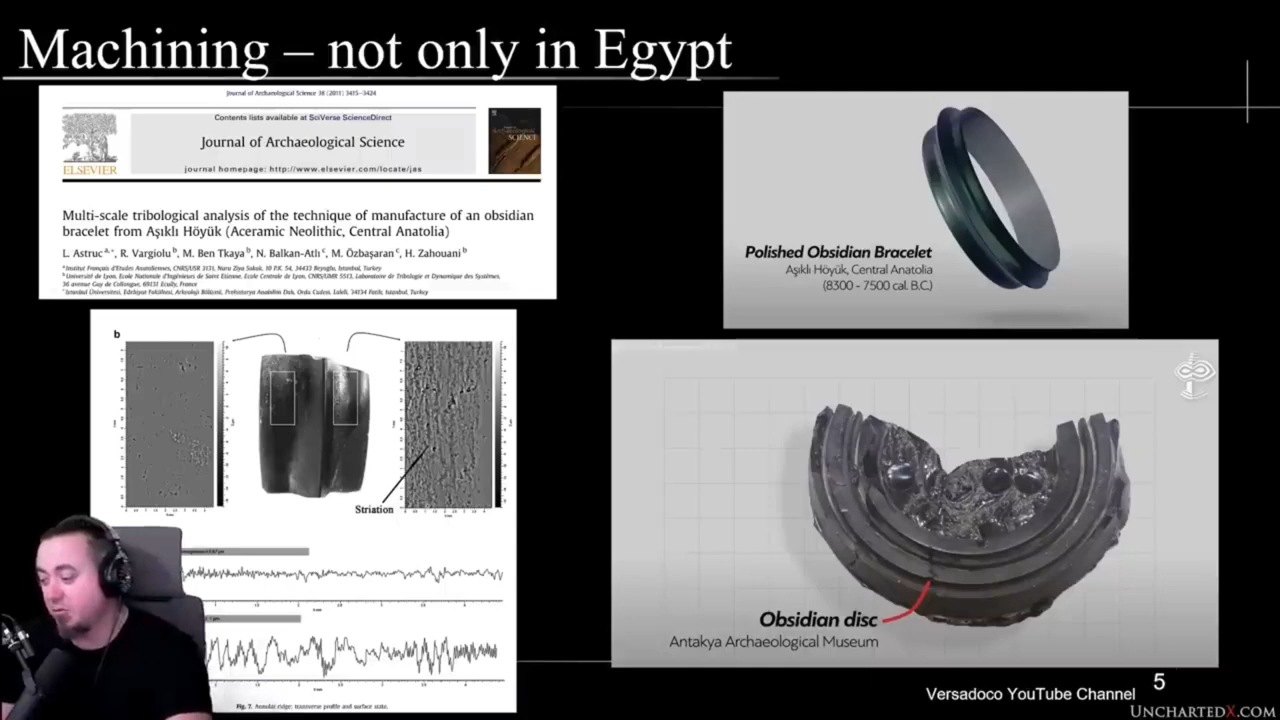 Machining – not only in Egypt
Journal of Archaeological Science 38 (2011) 3415–3424
Contents lists available at SciVerse ScienceDirect
Journal of Archaeological Science
journal homepage: http://www.elsevier.com/locate/jas
ELSEVIER
Multi-scale tribological analysis of the technique of manufacture of an obsidian
bracelet from Aşıklı Höyük (Aceramic Neolithic, Central Anatolia)
L. Astruc a,*, R. Vargiolu b, M. Ben Tkaya b, N. Balkan-Atlı c, M. Özbaşaran c, H. Zahouani b
Polished Obsidian Bracelet
Aşıklı Höyük, Central Anatolia
(8300 - 7500 cal. B.C.)
b
Striation
Fig. 7. Annular ridge: transverse profile and surface state.
Obsidian disc
Antakya Archaeological Museum
Versadoco YouTube Channel
5
UNCHARTEDX.COM